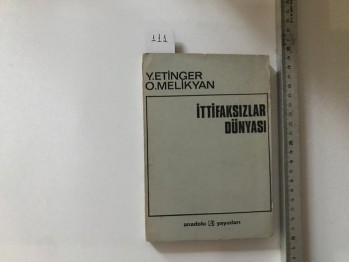 111
Y.ETİNGER
O.MELİKYAN
İTTİFAKSIZLAR
DÜNYASI
anadolu yayınları